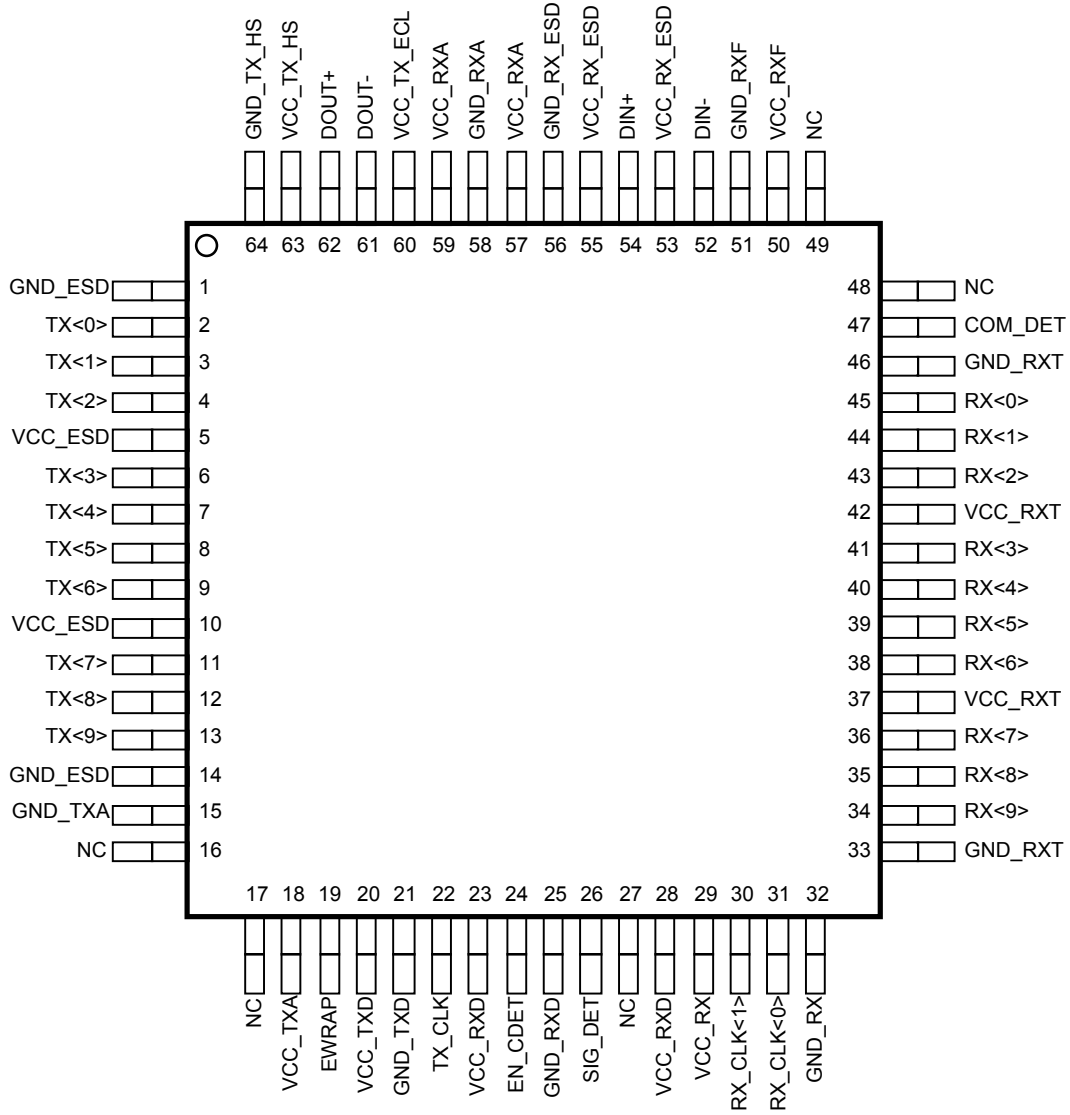 GND_TX_HS
VCC_TX_HS
DOUT+
DOUT-
VCC_TX_ECL
VCC_RXA
GND_RXA
VCC_RXA
GND_RX_ESD
VCC_RX_ESD
DIN+
VCC_RX_ESD
DIN-
GND_RXF
VCC_RXF
NC
64 63 62 61 60 59 58 57 56 55 54 53 52 51 50 49
GND_ESD 1
TX<0> 2
TX<1> 3
TX<2> 4
VCC_ESD 5
TX<3> 6
TX<4> 7
TX<5> 8
TX<6> 9
VCC_ESD 10
TX<7> 11
TX<8> 12
TX<9> 13
GND_ESD 14
GND_TXA 15
NC 16
48 NC
47 COM_DET
46 GND_RXT
45 RX<0>
44 RX<1>
43 RX<2>
42 VCC_RXT
41 RX<3>
40 RX<4>
39 RX<5>
38 RX<6>
37 VCC_RXT
36 RX<7>
35 RX<8>
34 RX<9>
33 GND_RXT
17 18 19 20 21 22 23 24 25 26 27 28 29 30 31 32
NC
VCC_TXA
EWRAP
VCC_TXD
GND_TXD
TX_CLK
VCC_RXD
EN_CDET
GND_RXD
SIG_DET
NC
VCC_RXD
VCC_RX
RX_CLK<1>
RX_CLK<0>
GND_RX